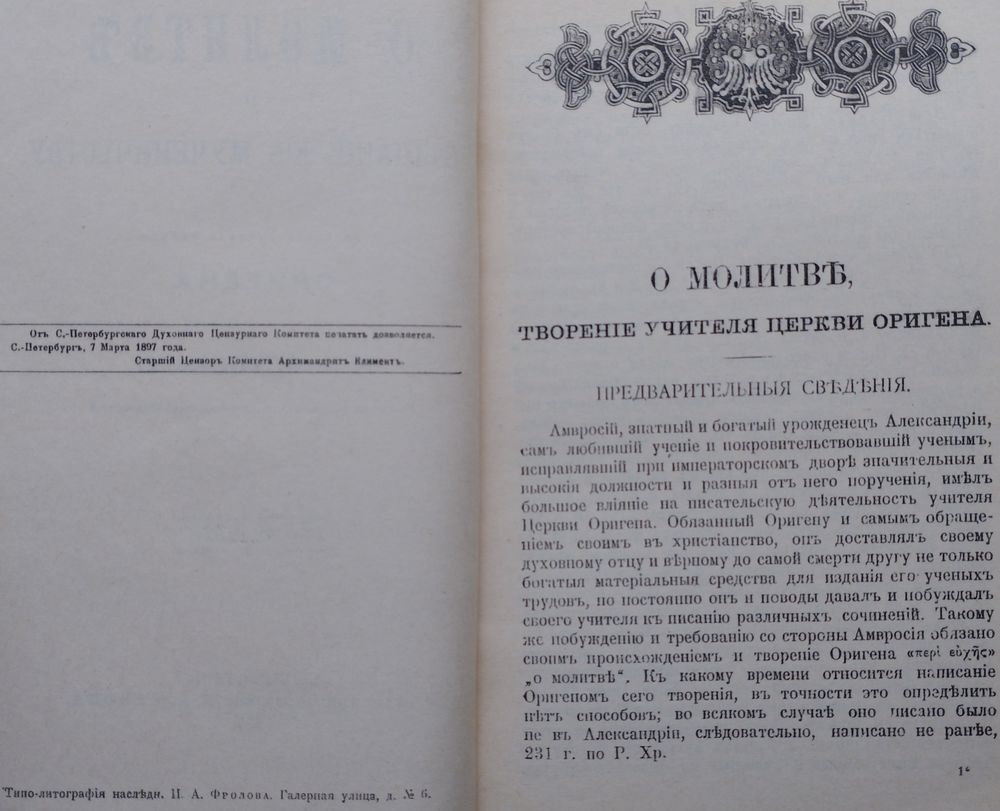 Отъ С.-Петербургскаго Духовнаго Цензурнаго Комитета печатать дозволяется.
С.-Петербургъ, 7 Марта 1897 года.
Старшій Цензоръ Комитета Архимандритъ Климентъ.
Типо-литографія наслѣдн. П. А. Фролова. Галерная улица, д. № 6.
О МОЛИТВѢ,
ТВОРЕНІЕ УЧИТЕЛЯ ЦЕРКВИ ОРИГЕНА.
ПРЕДВАРИТЕЛЬНЫЯ СВѢДѢНІЯ.
Амвросій, знатный и богатый урожденецъ Александріи,
самъ любившій ученіе и покровительствовавшій ученымъ,
исправлявшій при императорскомъ дворѣ значительныя и
высокія должности и разныя отъ него порученія, имѣлъ
большое вліяніе на писательскую дѣятельность учителя
Церкви Оригена. Обязанный Оригену и самымъ обраще-
ніемъ своимъ въ христіанство, онъ доставлялъ своему
духовному отцу и вѣрному до самой смерти другу не только
богатыя матеріальныя средства для изданія его ученыхъ
трудовъ, но постоянно онъ и поводы давалъ и побуждалъ
своего учителя къ писанію различныхъ сочиненій. Такому
же побужденію и требованію со стороны Амвросія обязано
своимъ происхожденіемъ и твореніе Оригена «περὶ εὐχῆς»
„о молитвѣ“. Къ какому времени относится написаніе
Оригеномъ сего творенія, въ точности это опредѣлить
нѣтъ способовъ; во всякомъ случаѣ оно писано было
не въ Александріи, слѣдовательно, написано не ранѣе,
231 г. по Р. Хр.
1*